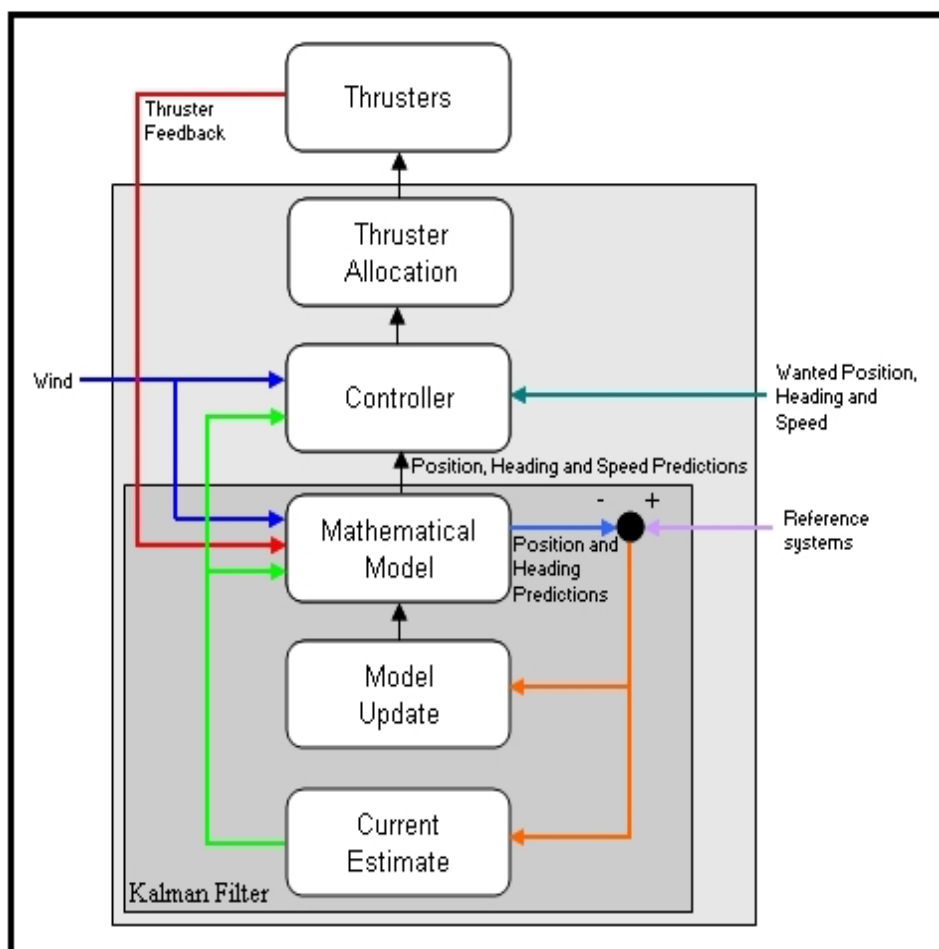 Thrusters
Thruster
Feedback
Thruster
Allocation
Wind
Controller
Wanted Position,
Heading and
Speed
Position, Heading and Speed Predictions
- +
Mathematical
Model
Position and
Heading
Predictions
Reference
systems
Model
Update
Current
Estimate
Kalman Filter